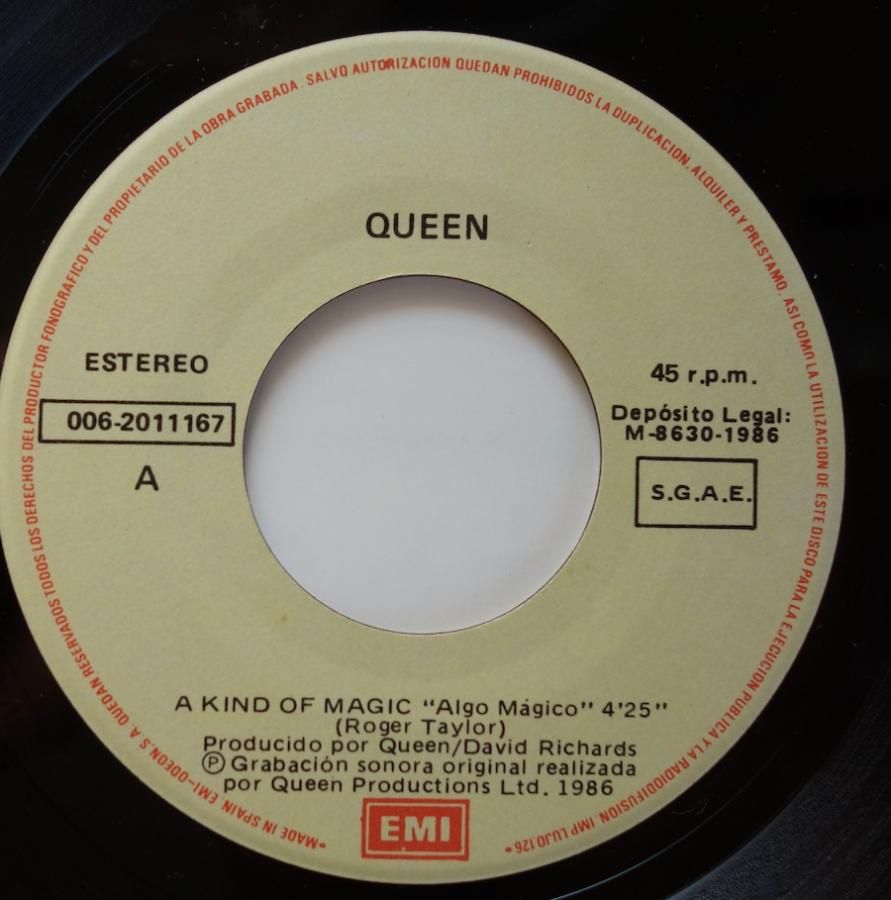 QUEEN
ESTEREO
006-2011167
A
45 r.p.m.
Depósito Legal:
M-8630-1986
S.G.A.E.
A KIND OF MAGIC "Algo Mágico" 4'25"
(Roger Taylor)
Producido por Queen/David Richards
Ⓟ Grabación sonora original realizada
por Queen Productions Ltd. 1986
EMI
•MADE IN SPAIN EMI-ODEON, S. A. QUEDAN RESERVADOS TODOS LOS DERECHOS DEL PRODUCTOR FONOGRAFICO Y DEL PROPIETARIO DE LA OBRA GRABADA. SALVO AUTORIZACION QUEDAN PROHIBIDOS LA DUPLICACION, ALQUILER Y PRESTAMO, ASI COMO LA UTILIZACION DE ESTE DISCO PARA LA EJECUCION PUBLICA Y LA RADIODIFUSION. IMP LUJO,126•